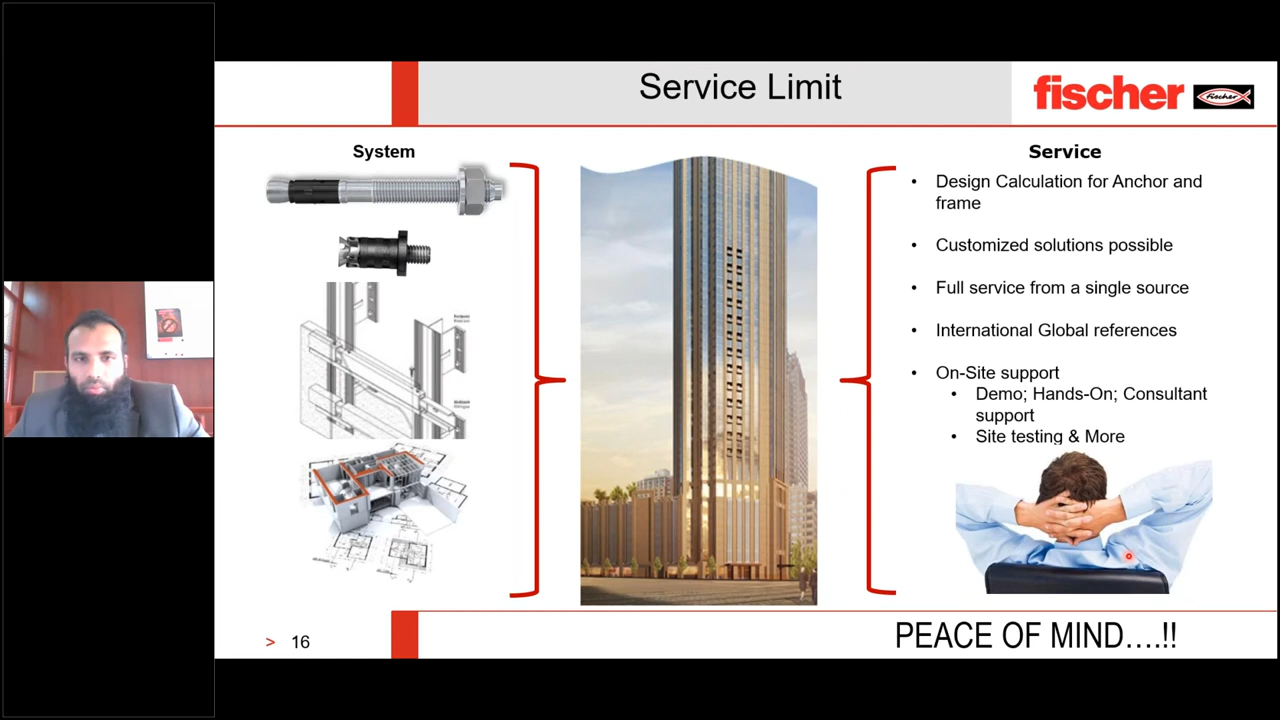 Service Limit
fischer
fischer
System
Service
• Design Calculation for Anchor and
frame
• Customized solutions possible
• Full service from a single source
• International Global references
• On-Site support
• Demo; Hands-On; Consultant
support
• Site testing & More
> 16
PEACE OF MIND....!!